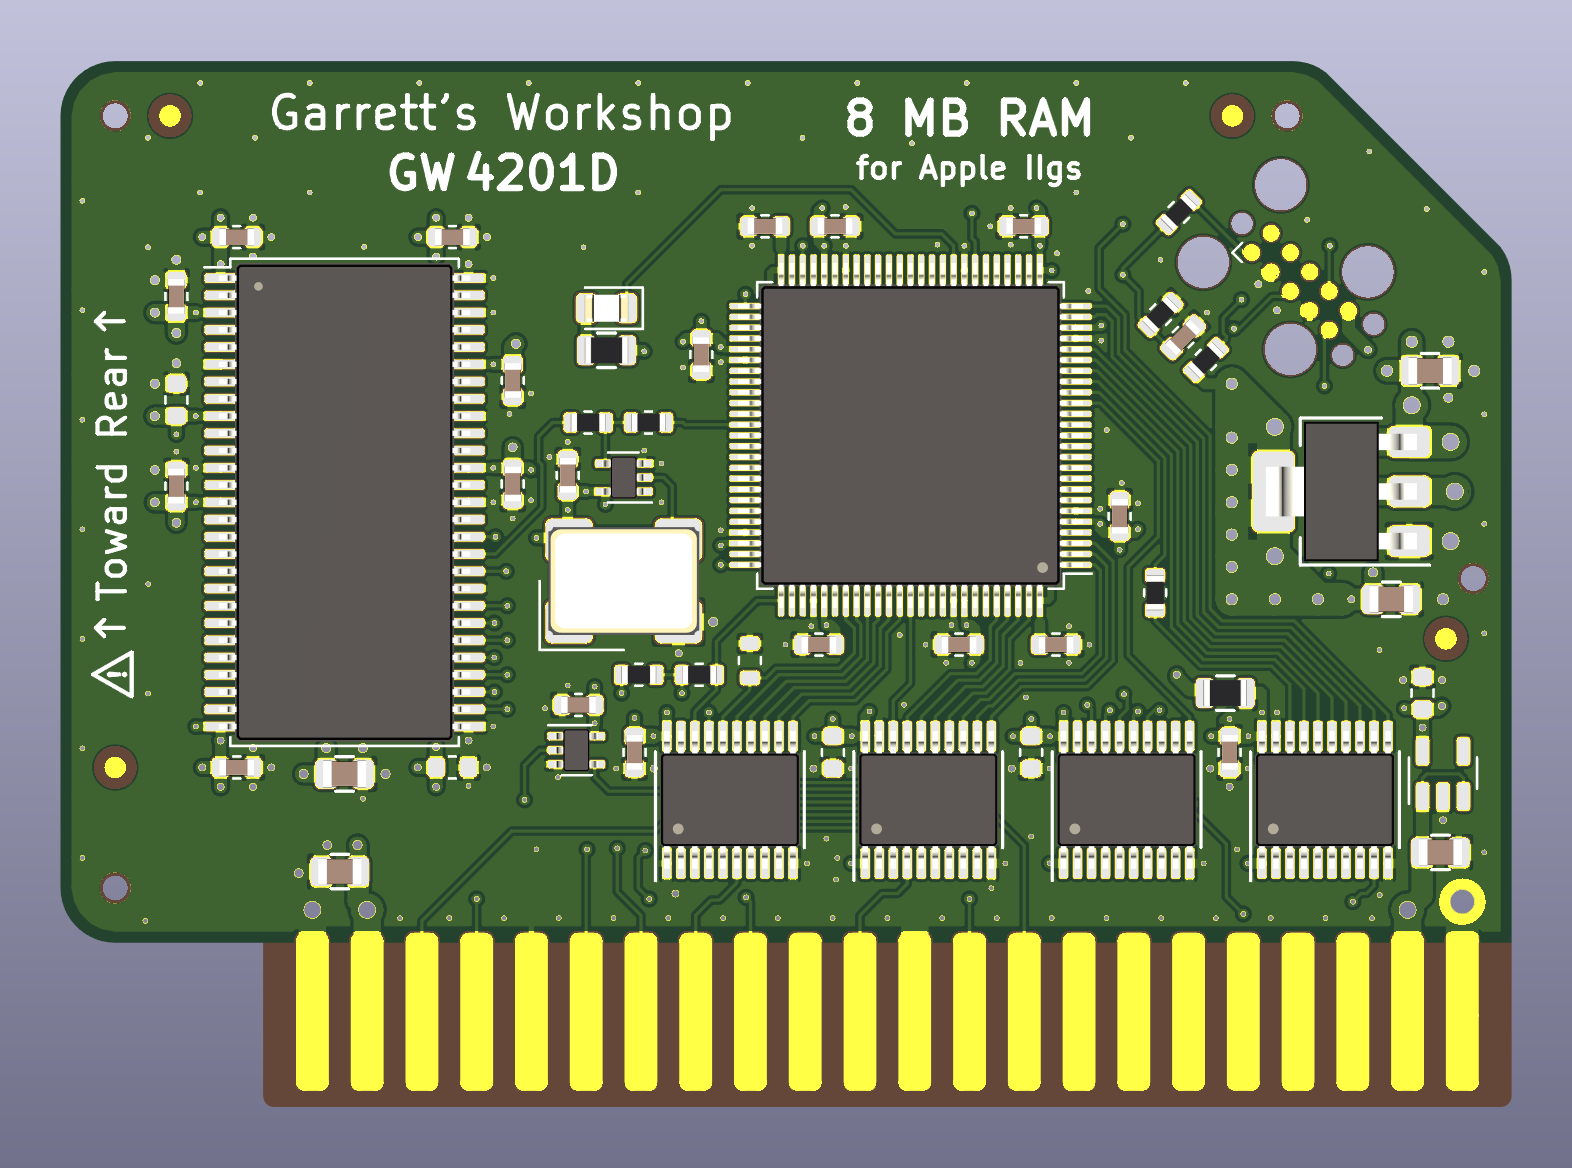 Garrett's Workshop
GW4201D
8 MB RAM
for Apple IIgs
← Toward Rear →